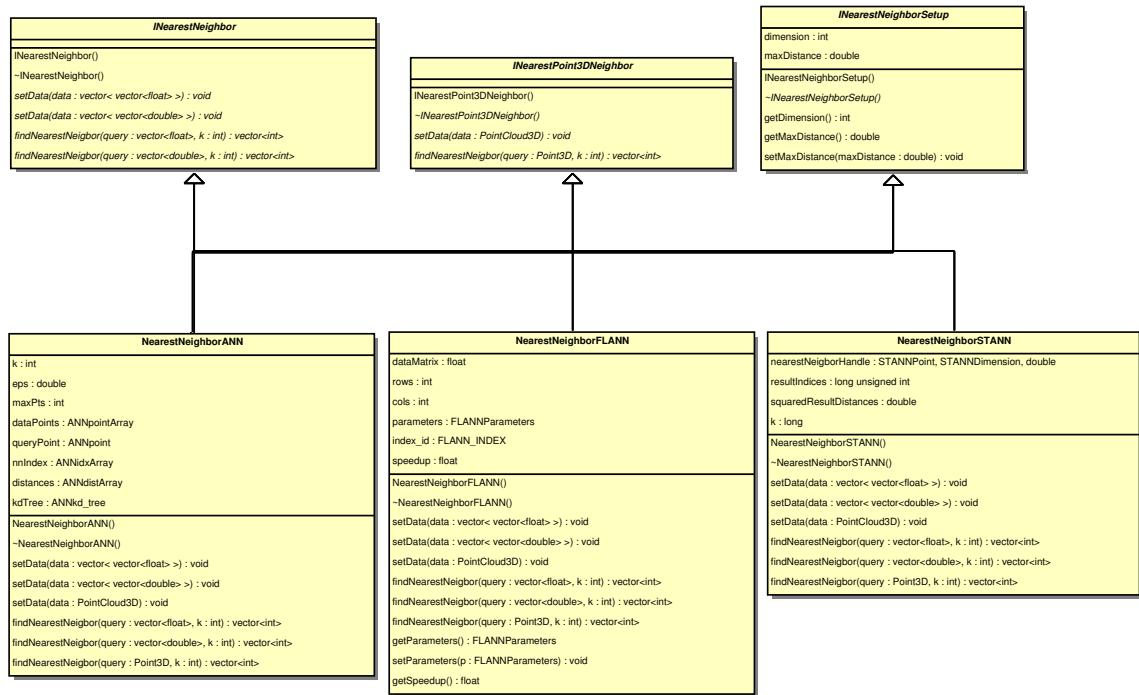 INearestNeighbor
INearestNeighbor()
~INearestNeighbor()
setData(data : vector< vector<float> >) : void
setData(data : vector< vector<double> >) : void
findNearestNeigbor(query : vector<float>, k : int) : vector<int>
findNearestNeigbor(query : vector<double>, k : int) : vector<int>
INearestPoint3DNeighbor
INearestPoint3DNeighbor()
~INearestPoint3DNeighbor()
setData(data : PointCloud3D) : void
findNearestNeigbor(query : Point3D, k : int) : vector<int>
INearestNeighborSetup
dimension : int
maxDistance : double
INearestNeighborSetup()
~INearestNeighborSetup()
getDimension() : int
getMaxDistance() : double
setMaxDistance(maxDistance : double) : void
NearestNeighborANN
k : int
eps : double
maxPts : int
dataPoints : ANNpointArray
queryPoint : ANNpoint
nnIndex : ANNidxArray
distances : ANNdistArray
kdTree : ANNkd_tree
NearestNeighborANN()
~NearestNeighborANN()
setData(data : vector< vector<float> >) : void
setData(data : vector< vector<double> >) : void
setData(data : PointCloud3D) : void
findNearestNeigbor(query : vector<float>, k : int) : vector<int>
findNearestNeigbor(query : vector<double>, k : int) : vector<int>
findNearestNeigbor(query : Point3D, k : int) : vector<int>
NearestNeighborFLANN
dataMatrix : float
rows : int
cols : int
parameters : FLANNParameters
index_id : FLANN_INDEX
speedup : float
NearestNeighborFLANN()
~NearestNeighborFLANN()
setData(data : vector< vector<float> >) : void
setData(data : vector< vector<double> >) : void
setData(data : PointCloud3D) : void
findNearestNeigbor(query : vector<float>, k : int) : vector<int>
findNearestNeigbor(query : vector<double>, k : int) : vector<int>
findNearestNeigbor(query : Point3D, k : int) : vector<int>
getParameters() : FLANNParameters
setParameters(p : FLANNParameters) : void
getSpeedup() : float
NearestNeighborSTANN
nearestNeigborHandle : STANNPoint, STANNDimension, double
resultIndices : long unsigned int
squaredResultDistances : double
k : long
NearestNeighborSTANN()
~NearestNeighborSTANN()
setData(data : vector< vector<float> >) : void
setData(data : vector< vector<double> >) : void
setData(data : PointCloud3D) : void
findNearestNeigbor(query : vector<float>, k : int) : vector<int>
findNearestNeigbor(query : vector<double>, k : int) : vector<int>
findNearestNeigbor(query : Point3D, k : int) : vector<int>